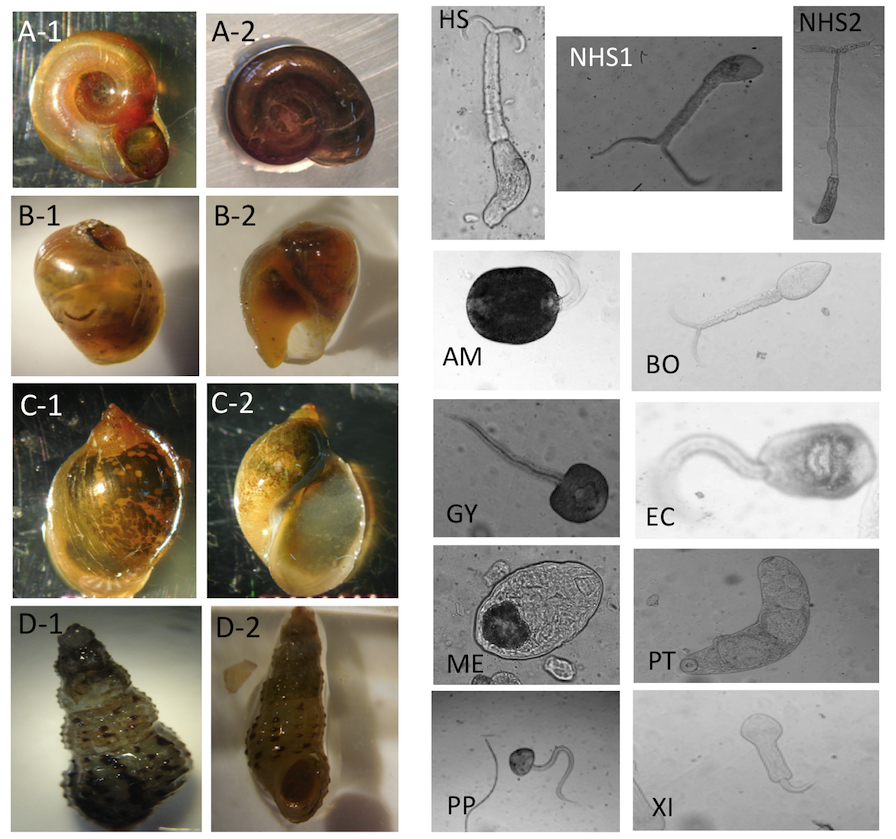 A-1
A-2
B-1
B-2
C-1
C-2
D-1
D-2
HS
NHS1
NHS2
AM
BO
GY
EC
ME
PT
PP
XI